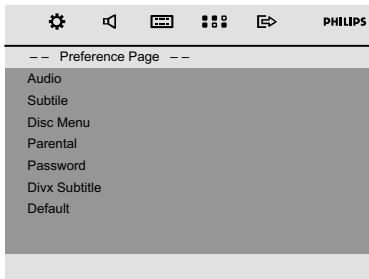 PHILIPS
-- Preference Page --
Audio
Subtile
Disc Menu
Parental
Password
Divx Subtitle
Default